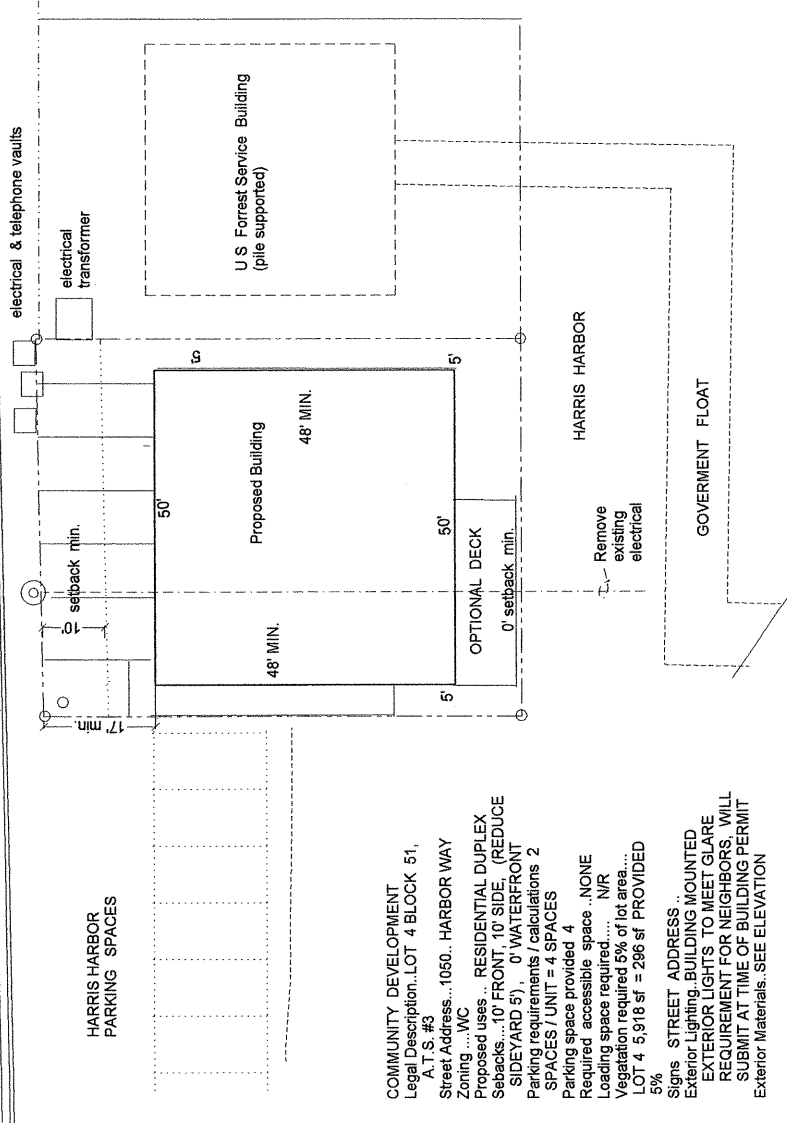 electrical & telephone vaults
electrical
transformer
U S Forrest Service Building
(pile supported)
5'
5'
setback min.
10'
17' min.
50'
Proposed Building
48' MIN.
48' MIN.
50'
OPTIONAL DECK
0' setback min.
5'
HARRIS HARBOR
Remove
existing
electrical
GOVERMENT FLOAT
HARRIS HARBOR
PARKING SPACES
COMMUNITY DEVELOPMENT
Legal Description..LOT 4 BLOCK 51,
A.T.S. #3
Street Address...1050... HARBOR WAY
Zoning ....WC
Proposed uses .. RESIDENTIAL DUPLEX
Sebacks....10' FRONT, 10' SIDE, (REDUCE
SIDEYARD 5'), 0' WATERFRONT
Parking requirements / calculations 2
SPACES / UNIT = 4 SPACES
Parking space provided 4
Required accessible space ..NONE
Loading space required..... N/R
Vegatation required 5% of lot area....
LOT 4 5,918 sf = 296 sf PROVIDED
5%
Signs STREET ADDRESS ..
Exterior Lighting..BUILDING MOUNTED
EXTERIOR LIGHTS TO MEET GLARE
REQUIREMENT FOR NEIGHBORS, WILL
SUBMIT AT TIME OF BUILDING PERMIT
Exterior Materials..SEE ELEVATION